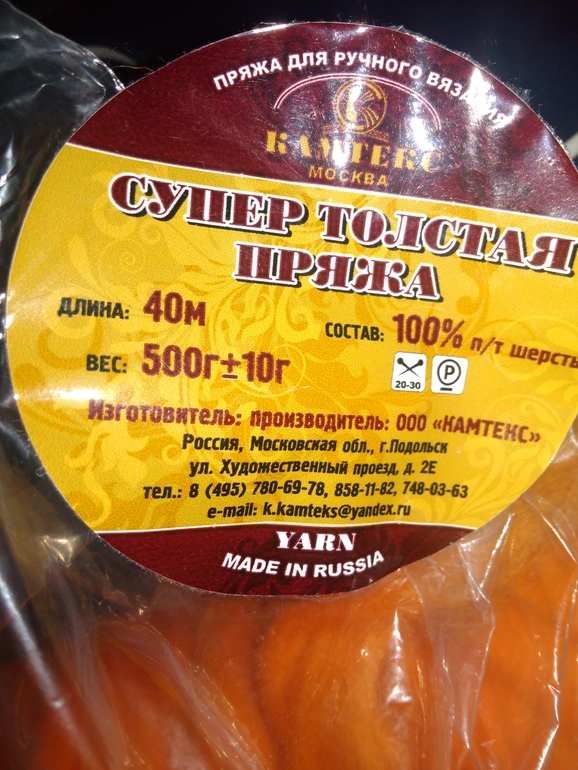 ПРЯЖА ДЛЯ РУЧНОГО ВЯЗАНИЯ
КАМТЕКС
МОСКВА
СУПЕР ТОЛСТАЯ
ПРЯЖА
ДЛИНА: 40м
СОСТАВ: 100% п/т шерсть
ВЕС: 500г±10г
20-30
P
Изготовитель: производитель: ООО «КАМТЕКС»
Россия, Московская обл., г.Подольск
ул. Художественный проезд, д. 2Е
тел.: 8 (495) 780-69-78, 858-11-82, 748-03-63
e-mail: k.kamteks@yandex.ru
YARN
MADE IN RUSSIA